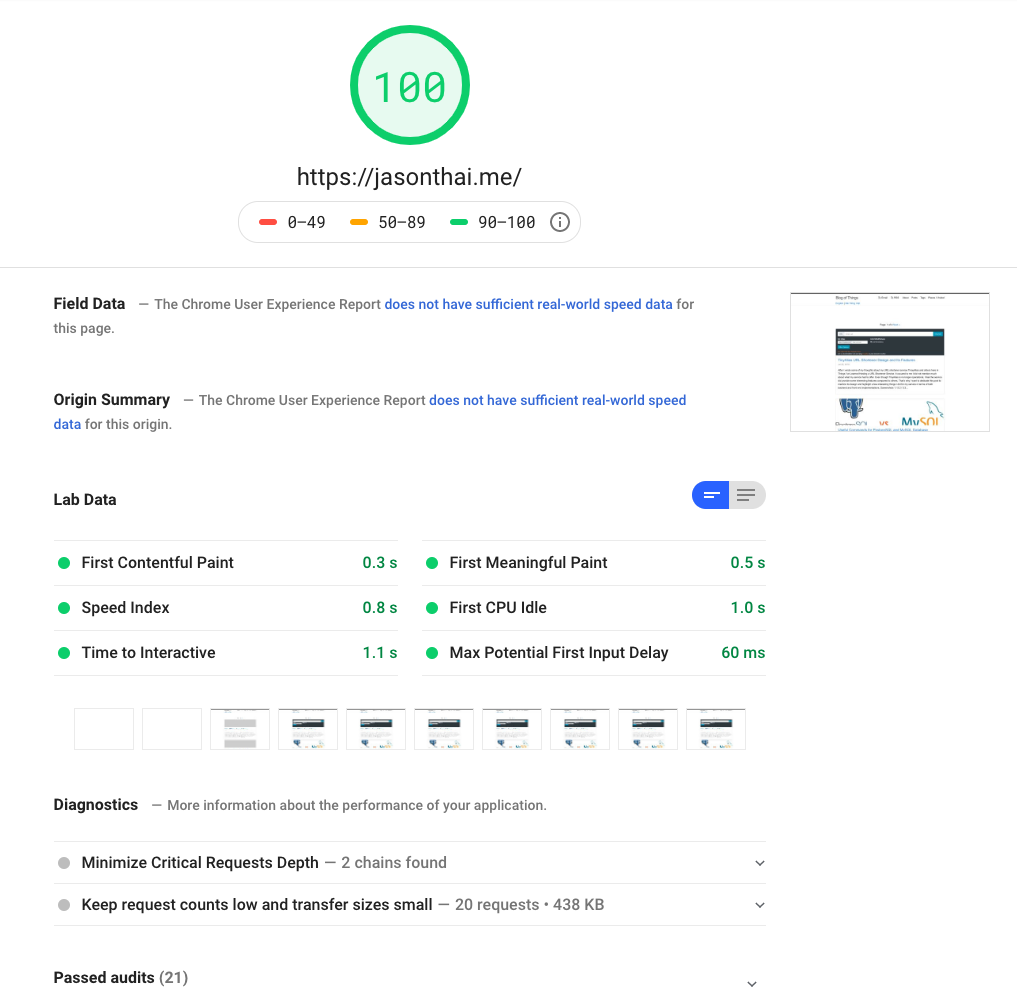 100
https://jasonthai.me/
0–49 50–89 90–100
Field Data — The Chrome User Experience Report does not have sufficient real-world speed data for
this page.
Origin Summary — The Chrome User Experience Report does not have sufficient real-world speed
data for this origin.
Lab Data
First Contentful Paint 0.3 s
First Meaningful Paint 0.5 s
Speed Index 0.8 s
First CPU Idle 1.0 s
Time to Interactive 1.1 s
Max Potential First Input Delay 60 ms
Diagnostics — More information about the performance of your application.
Minimize Critical Requests Depth — 2 chains found
Keep request counts low and transfer sizes small — 20 requests • 438 KB
Passed audits (21)
Blog of Things